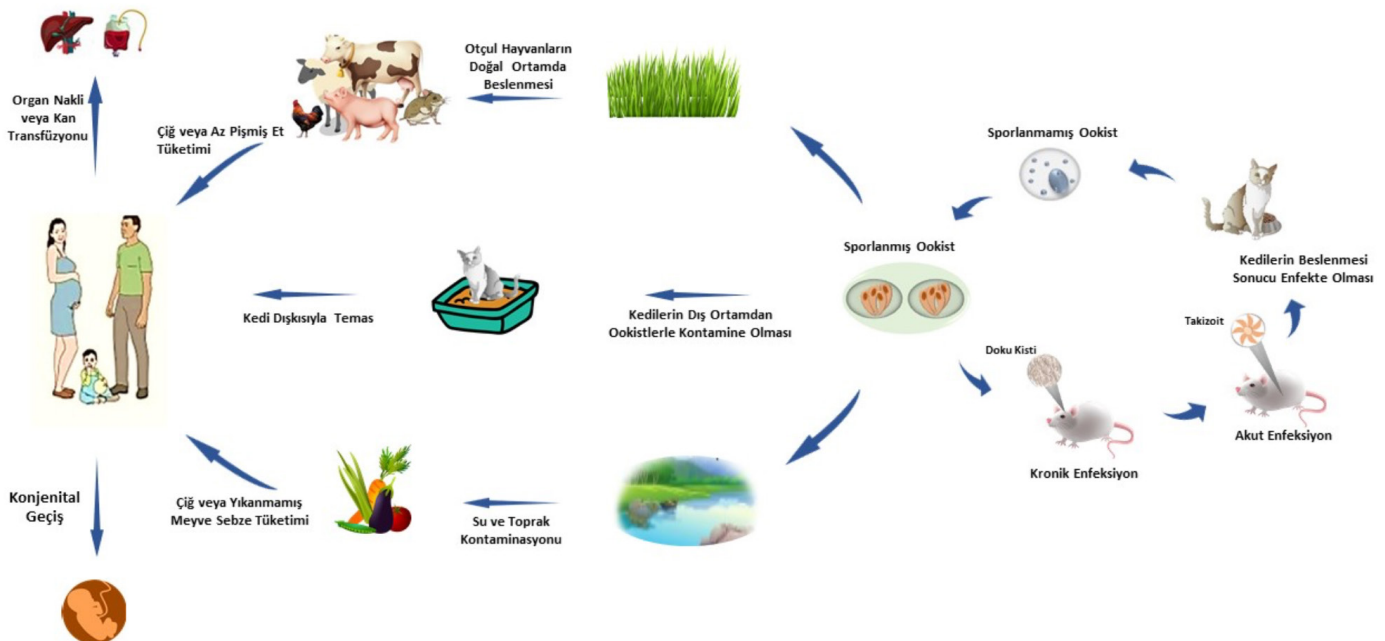 Organ Nakli
veya Kan
Transfüzyonu
Çiğ veya Az Pişmiş Et
Tüketimi
Otçul Hayvanların
Doğal Ortamda
Beslenmesi
Sporlanmamış Ookist
Sporlanmış Ookist
Kedilerin Beslenmesi
Sonucu Enfekte Olması
Kedi Dışkısıyla Temas
Kedilerin Dış Ortamdan
Ookistlerle Kontamine Olması
Takizoit
Doku Kisti
Akut Enfeksiyon
Kronik Enfeksiyon
Konjenital
Geçiş
Çiğ veya Yıkanmamış
Meyve Sebze Tüketimi
Su ve Toprak
Kontaminasyonu